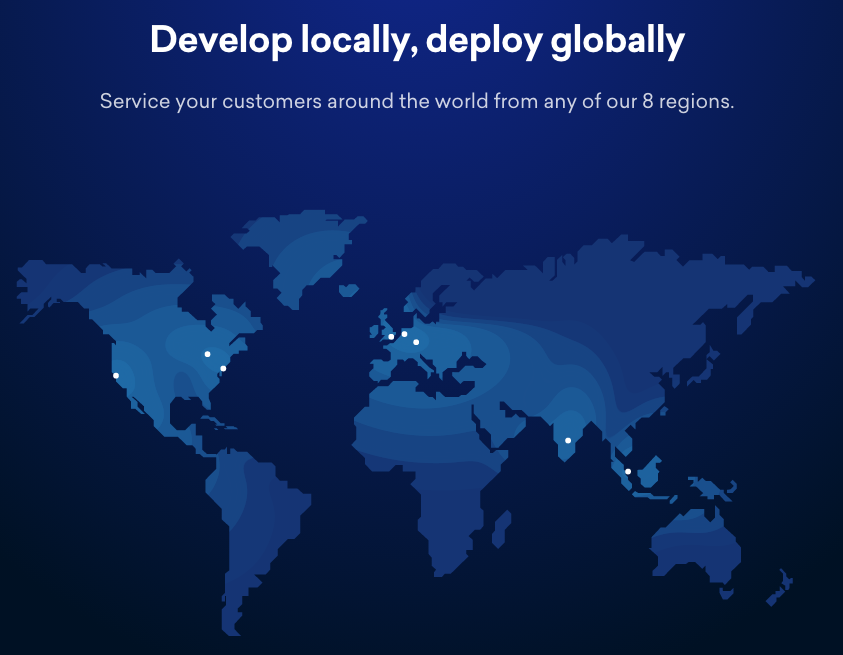 Develop locally, deploy globally
Service your customers around the world from any of our 8 regions.